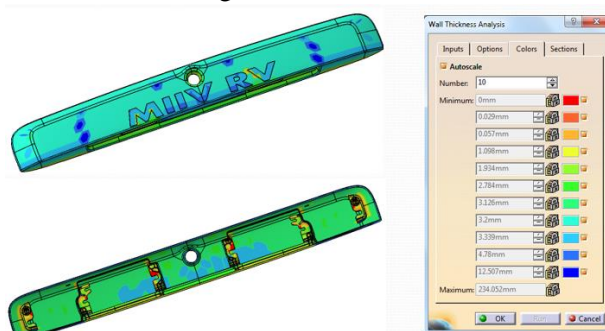 MIIV RV
Wall Thickness Analysis
Inputs Options Colors Sections
Autoscale
Number: 10
Minimum: 0mm
0.029mm
0.057mm
1.098mm
1.934mm
2.784mm
3.126mm
3.2mm
3.339mm
4.78mm
12.507mm
Maximum: 234.052mm
OK Run Cancel